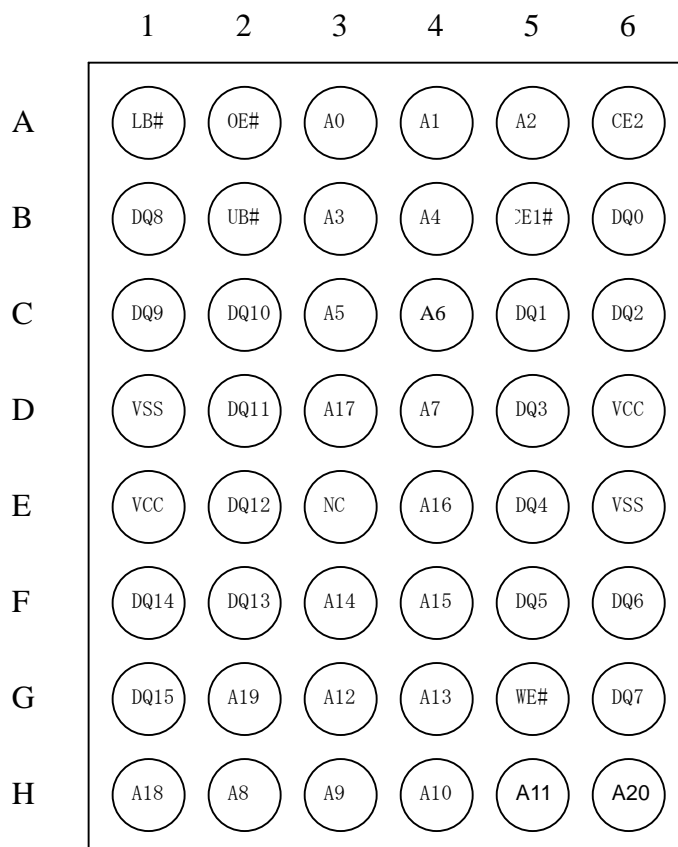 1 2 3 4 5 6
A LB# OE# A0 A1 A2 CE2
B DQ8 UB# A3 A4 CE1# DQ0
C DQ9 DQ10 A5 A6 DQ1 DQ2
D VSS DQ11 A17 A7 DQ3 VCC
E VCC DQ12 NC A16 DQ4 VSS
F DQ14 DQ13 A14 A15 DQ5 DQ6
G DQ15 A19 A12 A13 WE# DQ7
H A18 A8 A9 A10 A11 A20